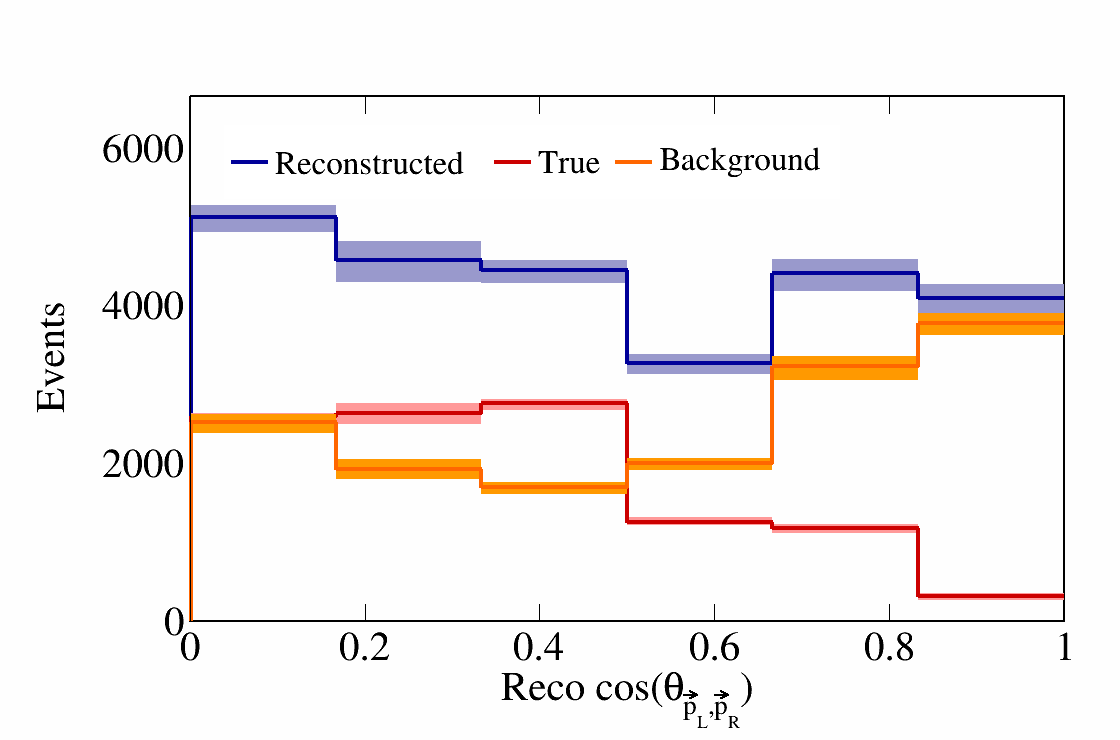 6000
Reconstructed True Background
4000
Events
2000
0
0 0.2 0.4 0.6 0.8 1
Reco cos(θ p⃗L,p⃗R)